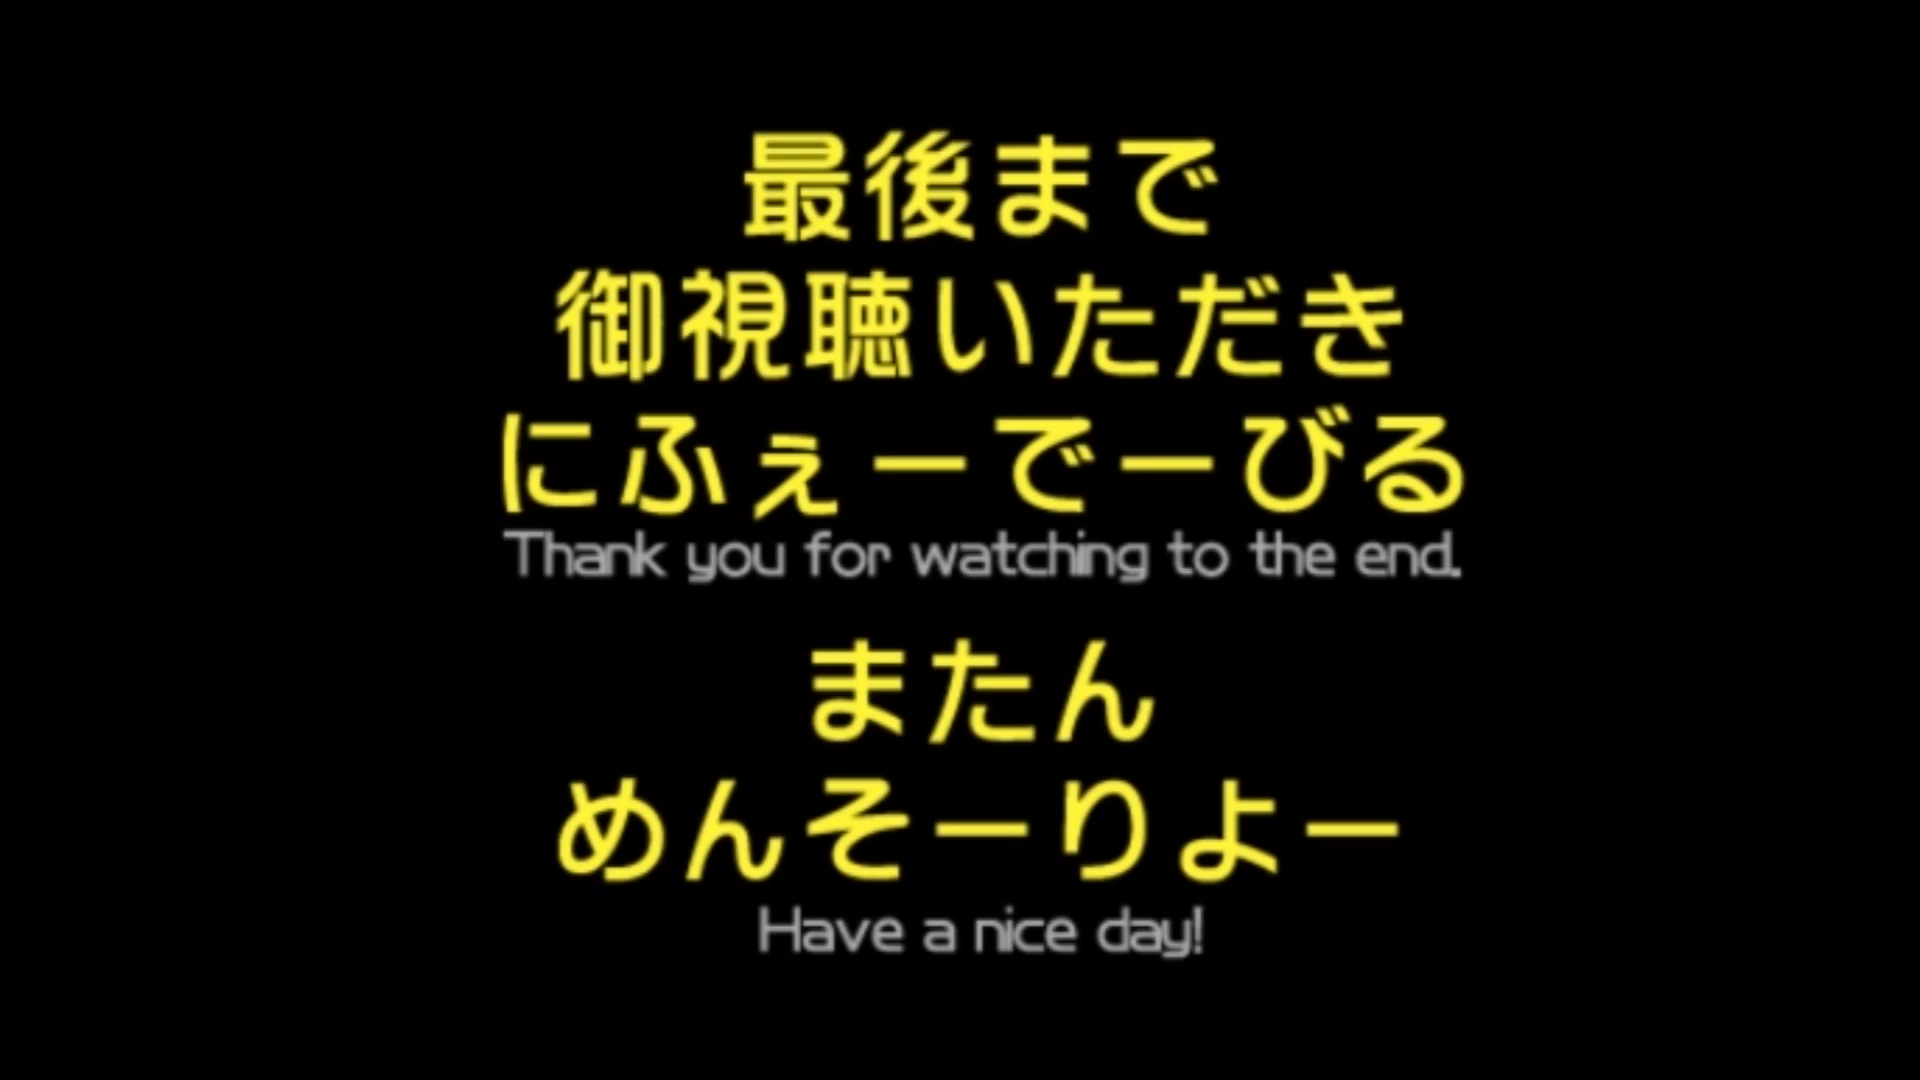 最後まで
御視聴いただき
にふぇーでーびる
Thank you for watching to the end.
またん
めんそーりよー
Have a nice day!